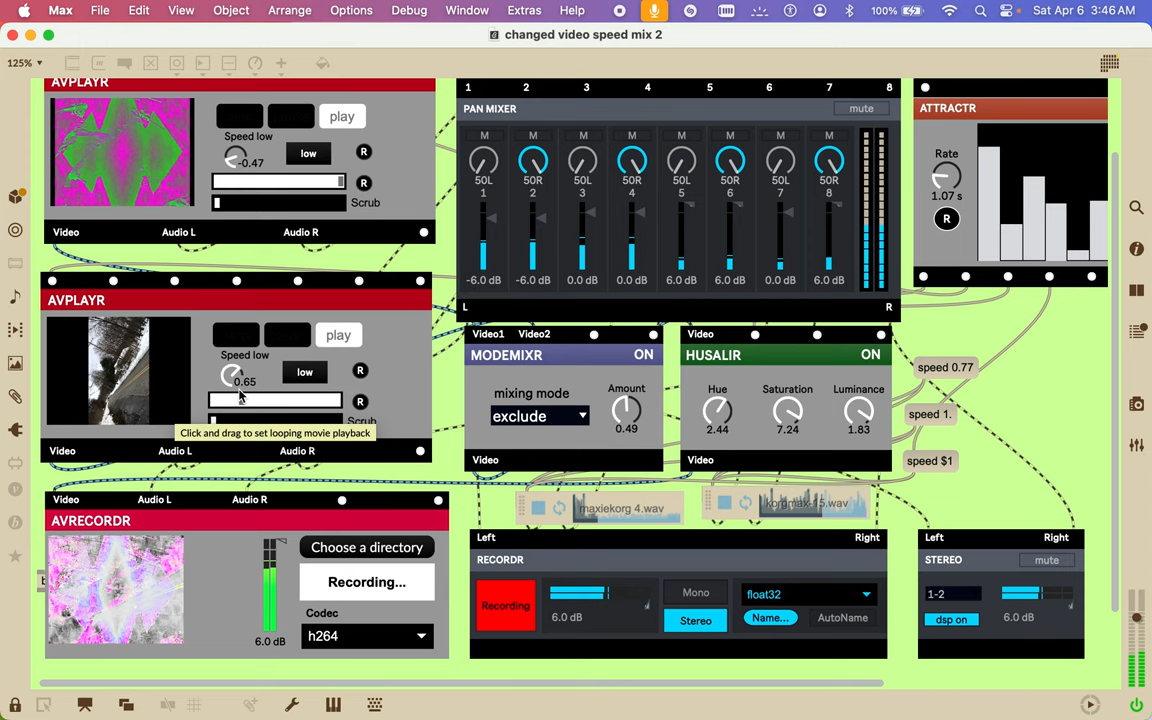 Max File Edit View Object Arrange Options Debug Window Extras Help 100% Sat Apr 6 3:46 AM
changed video speed mix 2
125%
AVPLAYR
play
Speed low
-0.47
low
R
R
Scrub
Video Audio L Audio R
1 2 3 4 5 6 7 8
PAN MIXER mute
M M M M M M M M
50L 50R 50L 50R 50L 50R 50L 50R
1 2 3 4 5 6 7 8
-6.0 dB -6.0 dB 0.0 dB 0.0 dB 6.0 dB 6.0 dB 6.0 dB 6.0 dB
L R
ATTRACTR
Rate
1.07 s
R
AVPLAYR
play
Speed low
0.65
low
R
R
Scrub
Click and drag to set looping movie playback
Video Audio L Audio R
Video1 Video2
MODEMIXR ON
mixing mode
exclude
Amount
0.49
Video
Video
HUSALIR ON
Hue Saturation Luminance
2.44 7.24 1.83
Video
speed 0.77
speed 1.
speed $1
maxiekorg 4.wav
korgmax-15.wav
Video Audio L Audio R
AVRECORDR
Choose a directory
Recording...
Codec
h264
6.0 dB
Left Right
RECORDR
Recording
6.0 dB
Mono
Stereo
float32
Name... AutoName
Left Right
STEREO mute
1-2
dsp on
6.0 dB